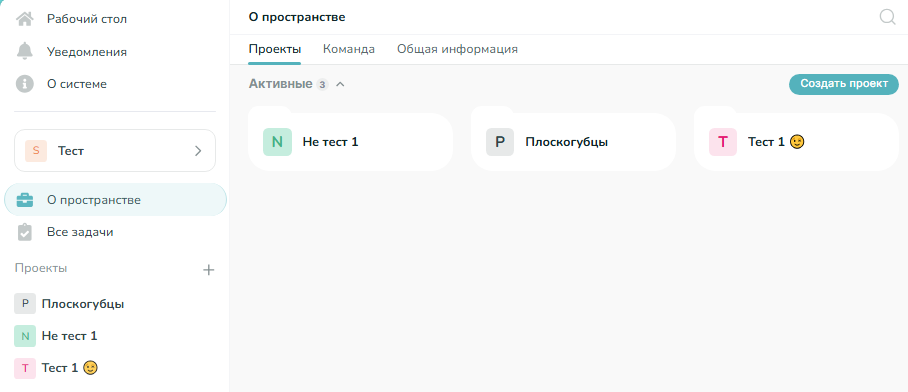 Рабочий стол
Уведомления
О системе
S Тест
О пространстве
Все задачи
Проекты
P Плоскогубцы
N Не тест 1
T Тест 1 😉
О пространстве
Проекты Команда Общая информация
Активные 3 Создать проект
N Не тест 1
P Плоскогубцы
T Тест 1 😉